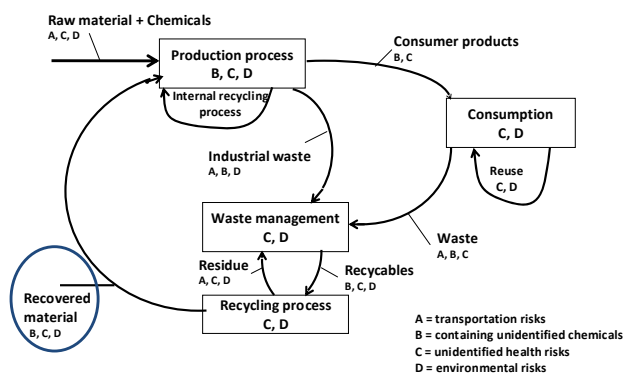 Raw material + Chemicals
A, C, D
Production process
B, C, D
Internal recycling
process
Consumer products
B, C
Consumption
C, D
Reuse
C, D
Industrial waste
A, B, D
Waste management
C, D
Waste
A, B, C
Residue
A, C, D
Recycables
B, C, D
Recovered
material
B, C, D
Recycling process
C, D
A = transportation risks
B = containing unidentified chemicals
C = unidentified health risks
D = environmental risks